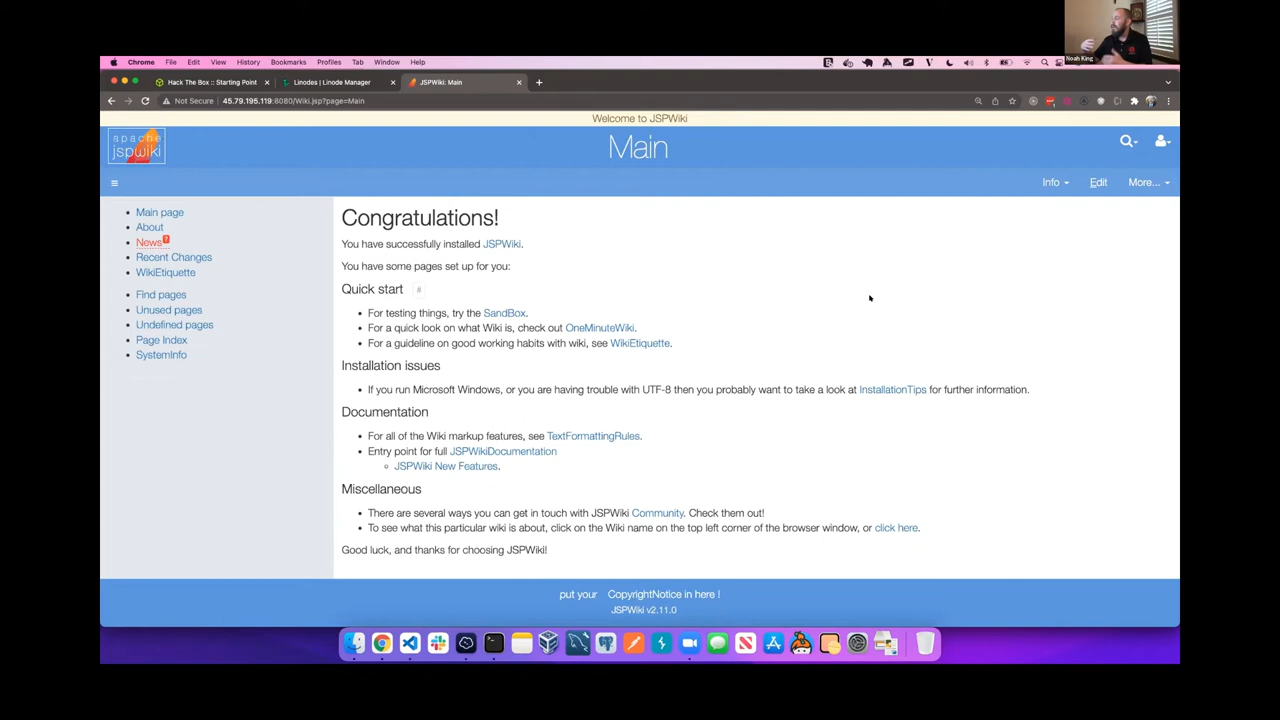 Noah King
Chrome File Edit View History Bookmarks Profiles Tab Window Help
Hack The Box :: Starting Point
Linodes | Linode Manager
JSPWiki: Main
Not Secure 45.79.195.119:8080/Wiki.jsp?page=Main
Welcome to JSPWiki
apache
jspwiki
Main
Info Edit More...
Main page
About
News ?
Recent Changes
WikiEtiquette
Find pages
Unused pages
Undefined pages
Page Index
SystemInfo
Congratulations!
You have successfully installed JSPWiki.
You have some pages set up for you:
Quick start #
For testing things, try the SandBox.
For a quick look on what Wiki is, check out OneMinuteWiki.
For a guideline on good working habits with wiki, see WikiEtiquette.
Installation issues
If you run Microsoft Windows, or you are having trouble with UTF-8 then you probably want to take a look at InstallationTips for further information.
Documentation
For all of the Wiki markup features, see TextFormattingRules.
Entry point for full JSPWikiDocumentation
JSPWiki New Features.
Miscellaneous
There are several ways you can get in touch with JSPWiki Community. Check them out!
To see what this particular wiki is about, click on the Wiki name on the top left corner of the browser window, or click here.
Good luck, and thanks for choosing JSPWiki!
put your CopyrightNotice in here !
JSPWiki v2.11.0